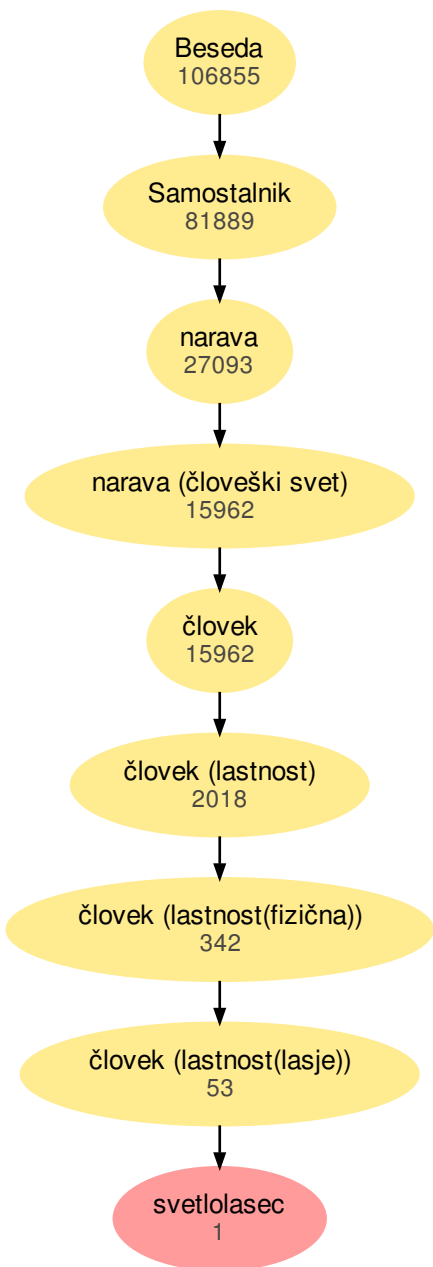 Beseda
106855
Samostalnik
81889
narava
27093
narava (človeški svet)
15962
človek
15962
človek (lastnost)
2018
človek (lastnost(fizična))
342
človek (lastnost(lasje))
53
svetlolasec
1